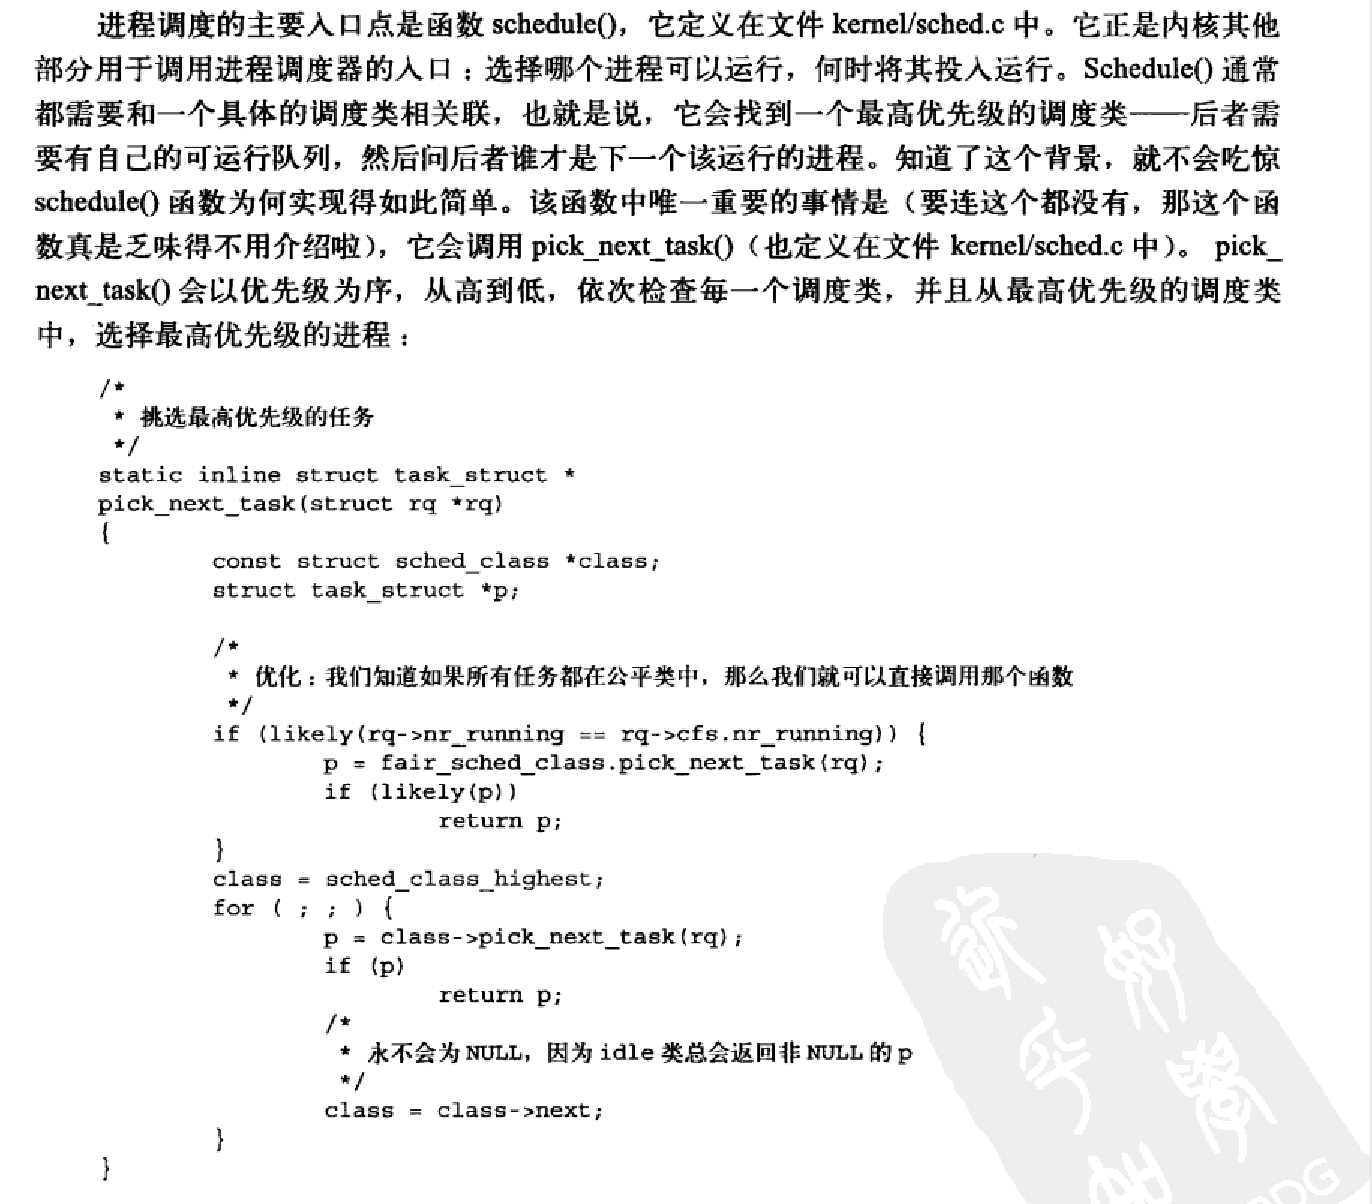 进程调度的主要入口点是函数 schedule()，它定义在文件 kernel/sched.c 中。它正是内核其他
部分用于调用进程调度器的入口：选择哪个进程可以运行，何时将其投入运行。Schedule() 通常
都需要和一个具体的调度类相关联，也就是说，它会找到一个最高优先级的调度类——后者需
要有自己的可运行队列，然后问后者谁才是下一个该运行的进程。知道了这个背景，就不会吃惊
schedule() 函数为何实现得如此简单。该函数中唯一重要的事情是（要连这个都没有，那这个函
数真是乏味得不用介绍啦），它会调用 pick_next_task()（也定义在文件 kernel/sched.c 中）。 pick_
next_task() 会以优先级为序，从高到低，依次检查每一个调度类，并且从最高优先级的调度类
中，选择最高优先级的进程：
/*
 * 挑选最高优先级的任务
 */
static inline struct task_struct *
pick_next_task(struct rq *rq)
{
        const struct sched_class *class;
        struct task_struct *p;
        /*
         * 优化：我们知道如果所有任务都在公平类中，那么我们就可以直接调用那个函数
         */
        if (likely(rq->nr_running == rq->cfs.nr_running)) {
                p = fair_sched_class.pick_next_task(rq);
                if (likely(p))
                        return p;
        }
        class = sched_class_highest;
        for ( ; ; ) {
                p = class->pick_next_task(rq);
                if (p)
                        return p;
                /*
                 * 永不会为 NULL，因为 idle 类总会返回非 NULL 的 p
                 */
                class = class->next;
        }
}